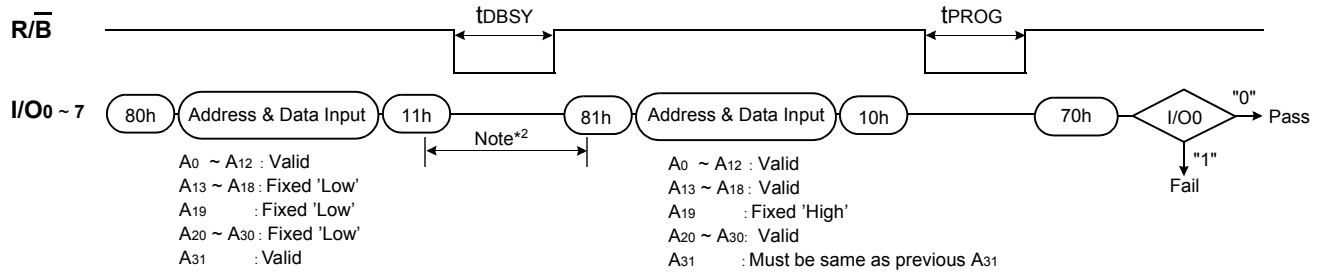 tDBSY tPROG
R/B̅
I/O0 ~ 7 80h Address & Data Input 11h 81h Address & Data Input 10h 70h I/O0 "0" Pass
Note*2 "1"
Fail
A0 ~ A12 : Valid
A13 ~ A18 : Fixed 'Low'
A19 : Fixed 'Low'
A20 ~ A30 : Fixed 'Low'
A31 : Valid
A0 ~ A12 : Valid
A13 ~ A18 : Valid
A19 : Fixed 'High'
A20 ~ A30: Valid
A31 : Must be same as previous A31